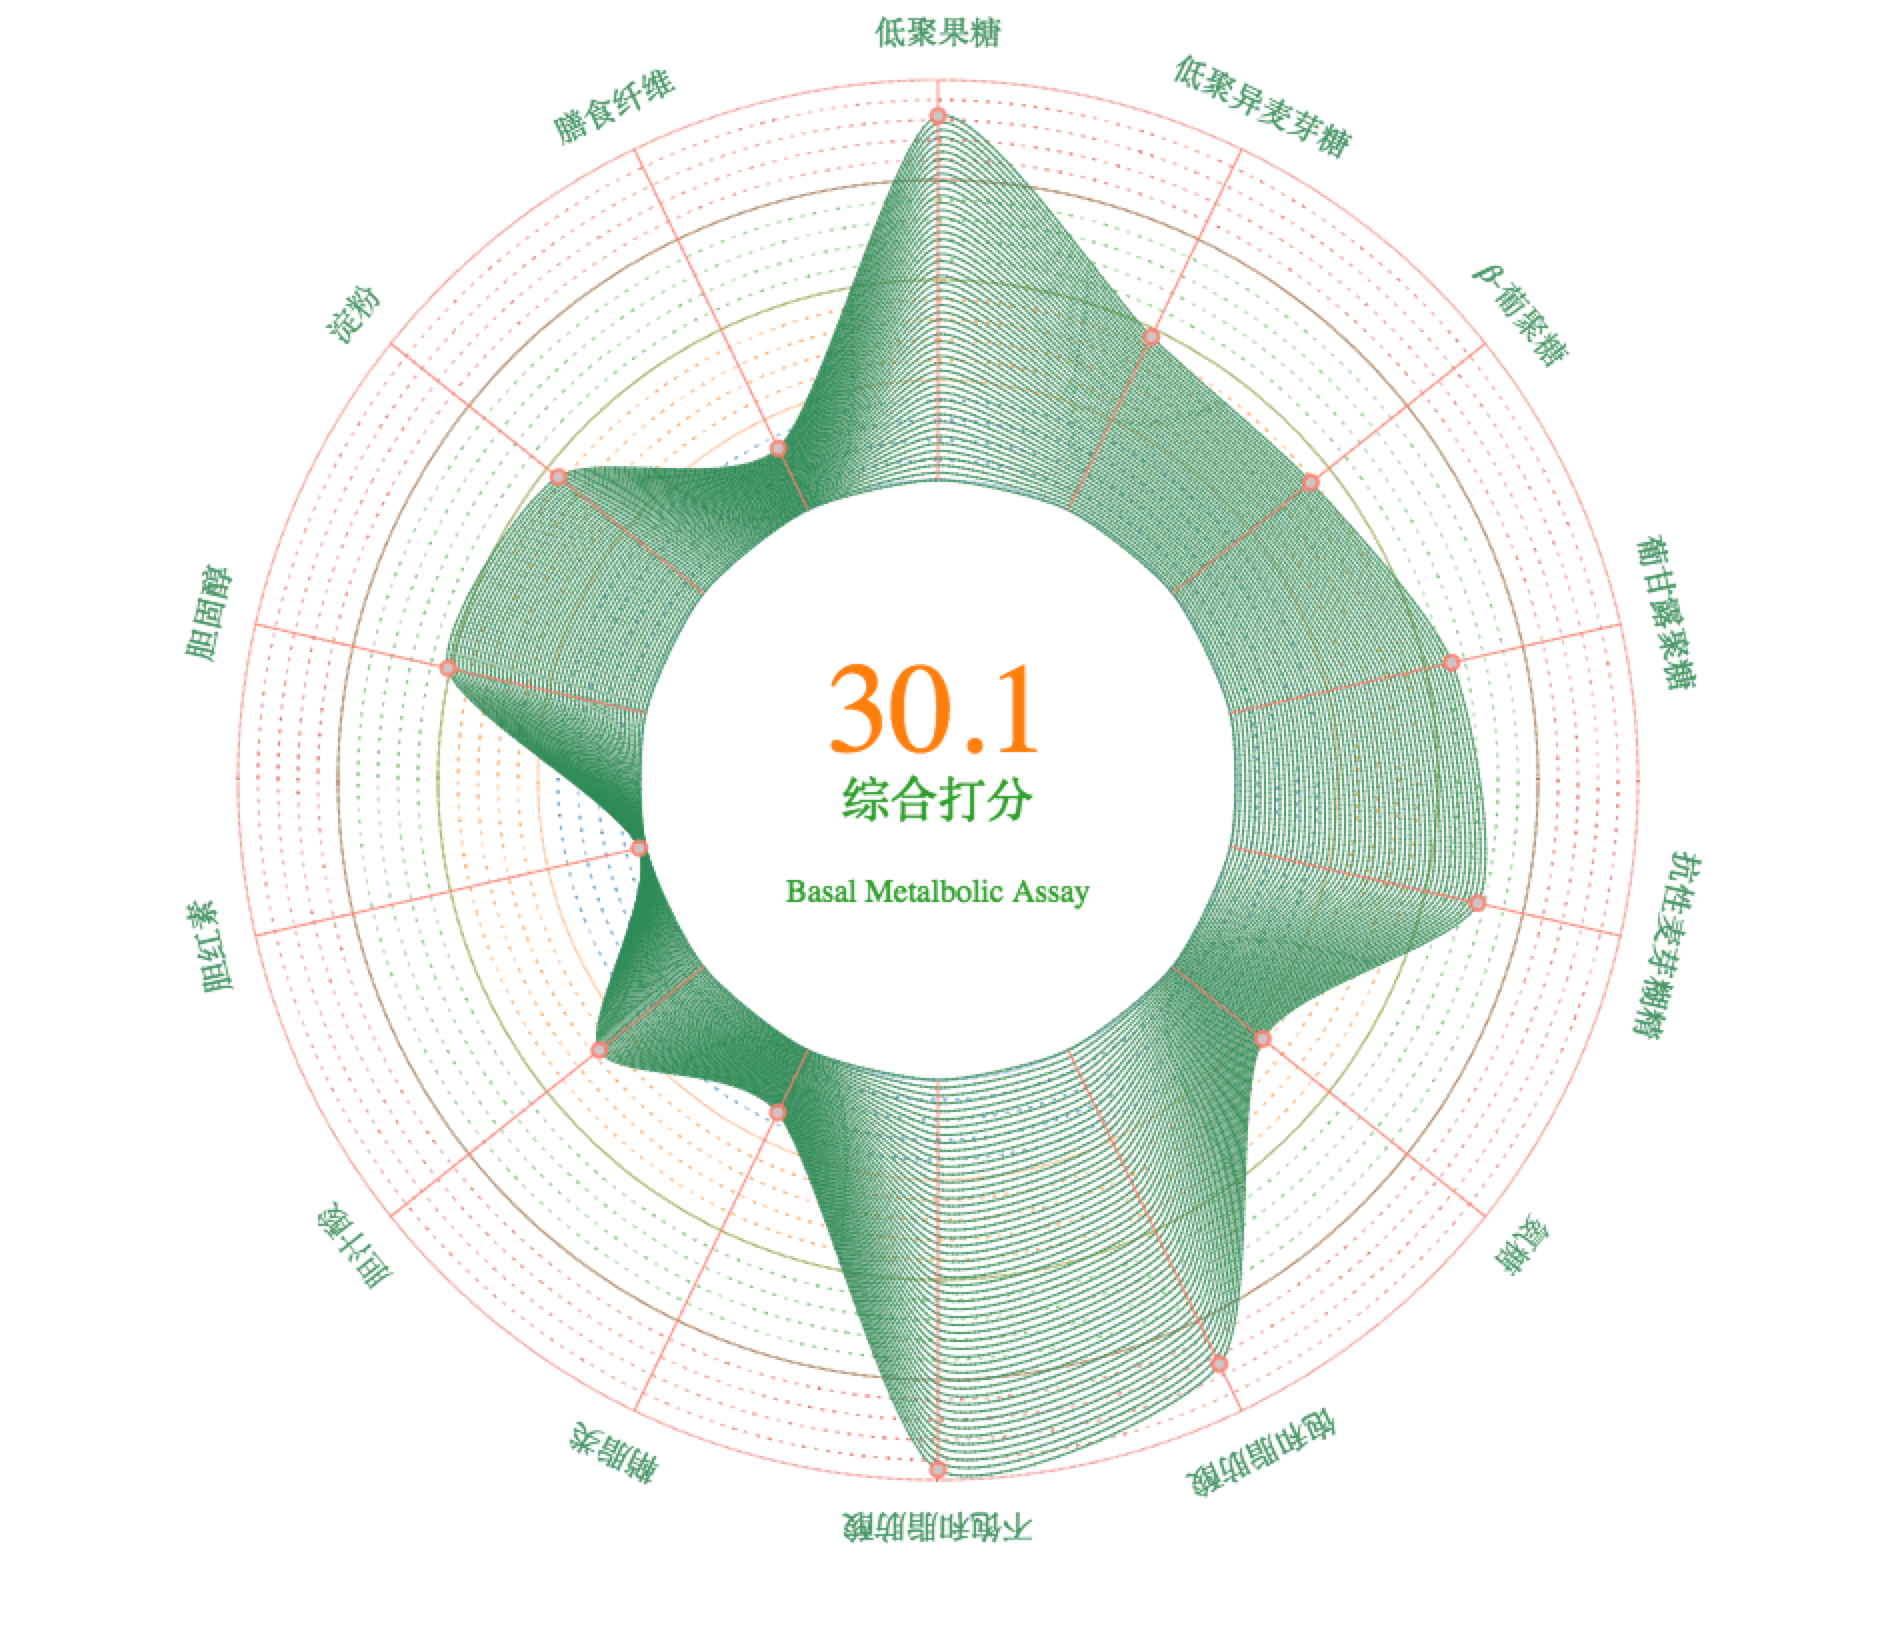 低聚果糖
低聚异麦芽糖
β-葡聚糖
葡甘露聚糖
抗性麦芽糊精
氨糖
饱和脂肪酸
不饱和脂肪酸
鞘脂类
胆汁酸
胆红素
胆固醇
淀粉
膳食纤维
30.1
综合打分
Basal Metalbolic Assay